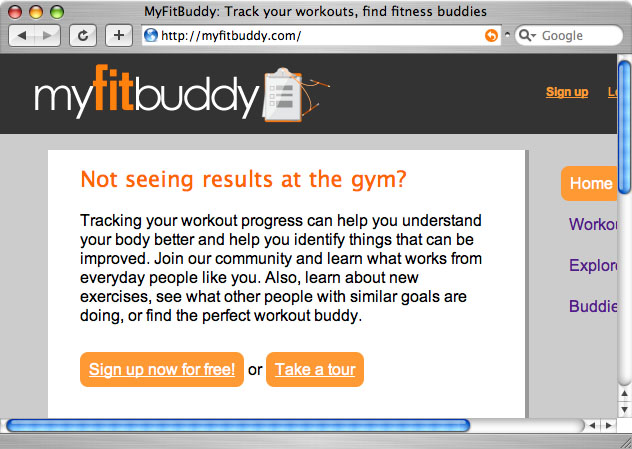 MyFitBuddy: Track your workouts, find fitness buddies
http://myfitbuddy.com/
Google
myfitbuddy
Sign up
Not seeing results at the gym?
Home
Tracking your workout progress can help you understand
your body better and help you identify things that can be
improved. Join our community and learn what works from
everyday people like you. Also, learn about new
exercises, see what other people with similar goals are
doing, or find the perfect workout buddy.
Workou
Explore
Buddie
Sign up now for free! or Take a tour